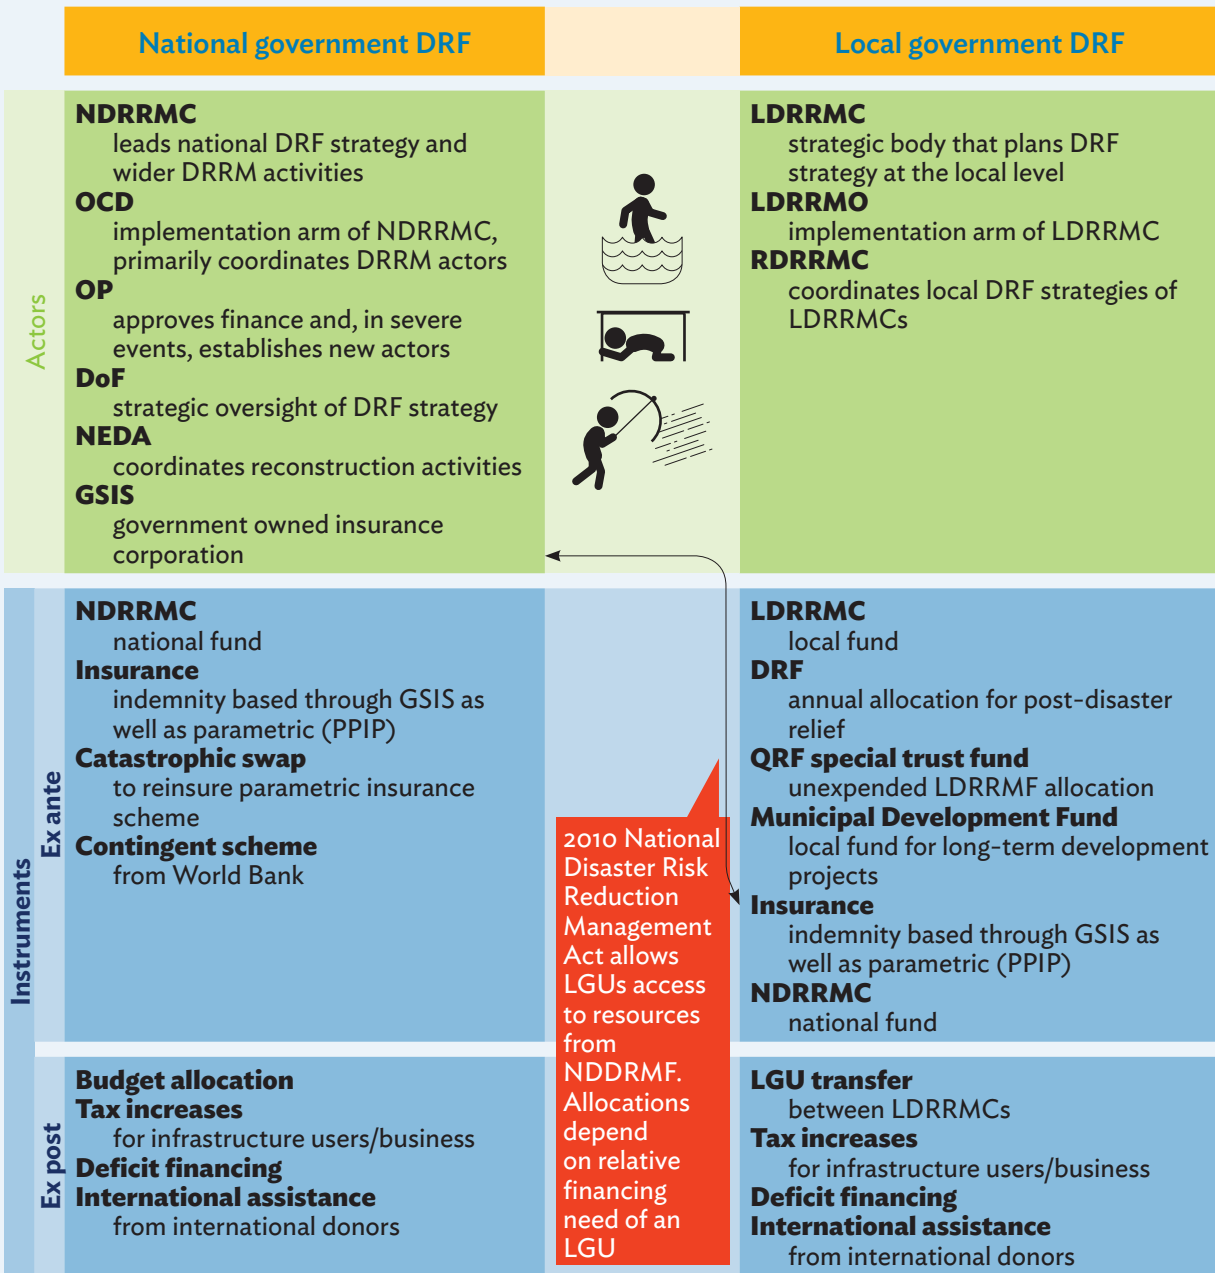 National government DRF
Local government DRF
Actors
NDRRMC
leads national DRF strategy and
wider DRRM activities
OCD
implementation arm of NDRRMC,
primarily coordinates DRRM actors
OP
approves finance and, in severe
events, establishes new actors
DoF
strategic oversight of DRF strategy
NEDA
coordinates reconstruction activities
GSIS
government owned insurance
corporation
LDRRMC
strategic body that plans DRF
strategy at the local level
LDRRMO
implementation arm of LDRRMC
RDRRMC
coordinates local DRF strategies of
LDRRMCs
Instruments
Ex ante
NDRRMC
national fund
Insurance
indemnity based through GSIS as
well as parametric (PPIP)
Catastrophic swap
to reinsure parametric insurance
scheme
Contingent scheme
from World Bank
2010 National
Disaster Risk
Reduction
Management
Act allows
LGUs access
to resources
from
NDDRMF.
Allocations
depend
on relative
financing
need of an
LGU
LDRRMC
local fund
DRF
annual allocation for post-disaster
relief
QRF special trust fund
unexpended LDRRMF allocation
Municipal Development Fund
local fund for long-term development
projects
Insurance
indemnity based through GSIS as
well as parametric (PPIP)
NDRRMC
national fund
Ex post
Budget allocation
Tax increases
for infrastructure users/business
Deficit financing
International assistance
from international donors
LGU transfer
between LDRRMCs
Tax increases
for infrastructure users/business
Deficit financing
International assistance
from international donors